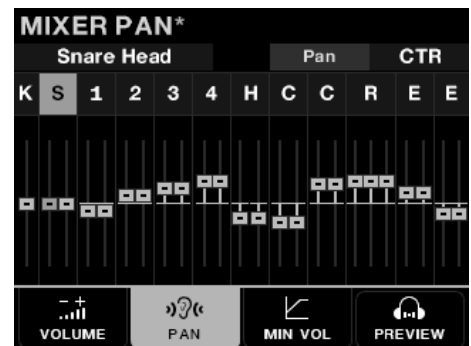 MIXER PAN*
Snare Head Pan CTR
K S 1 2 3 4 H C C R E E
VOLUME PAN MIN VOL PREVIEW